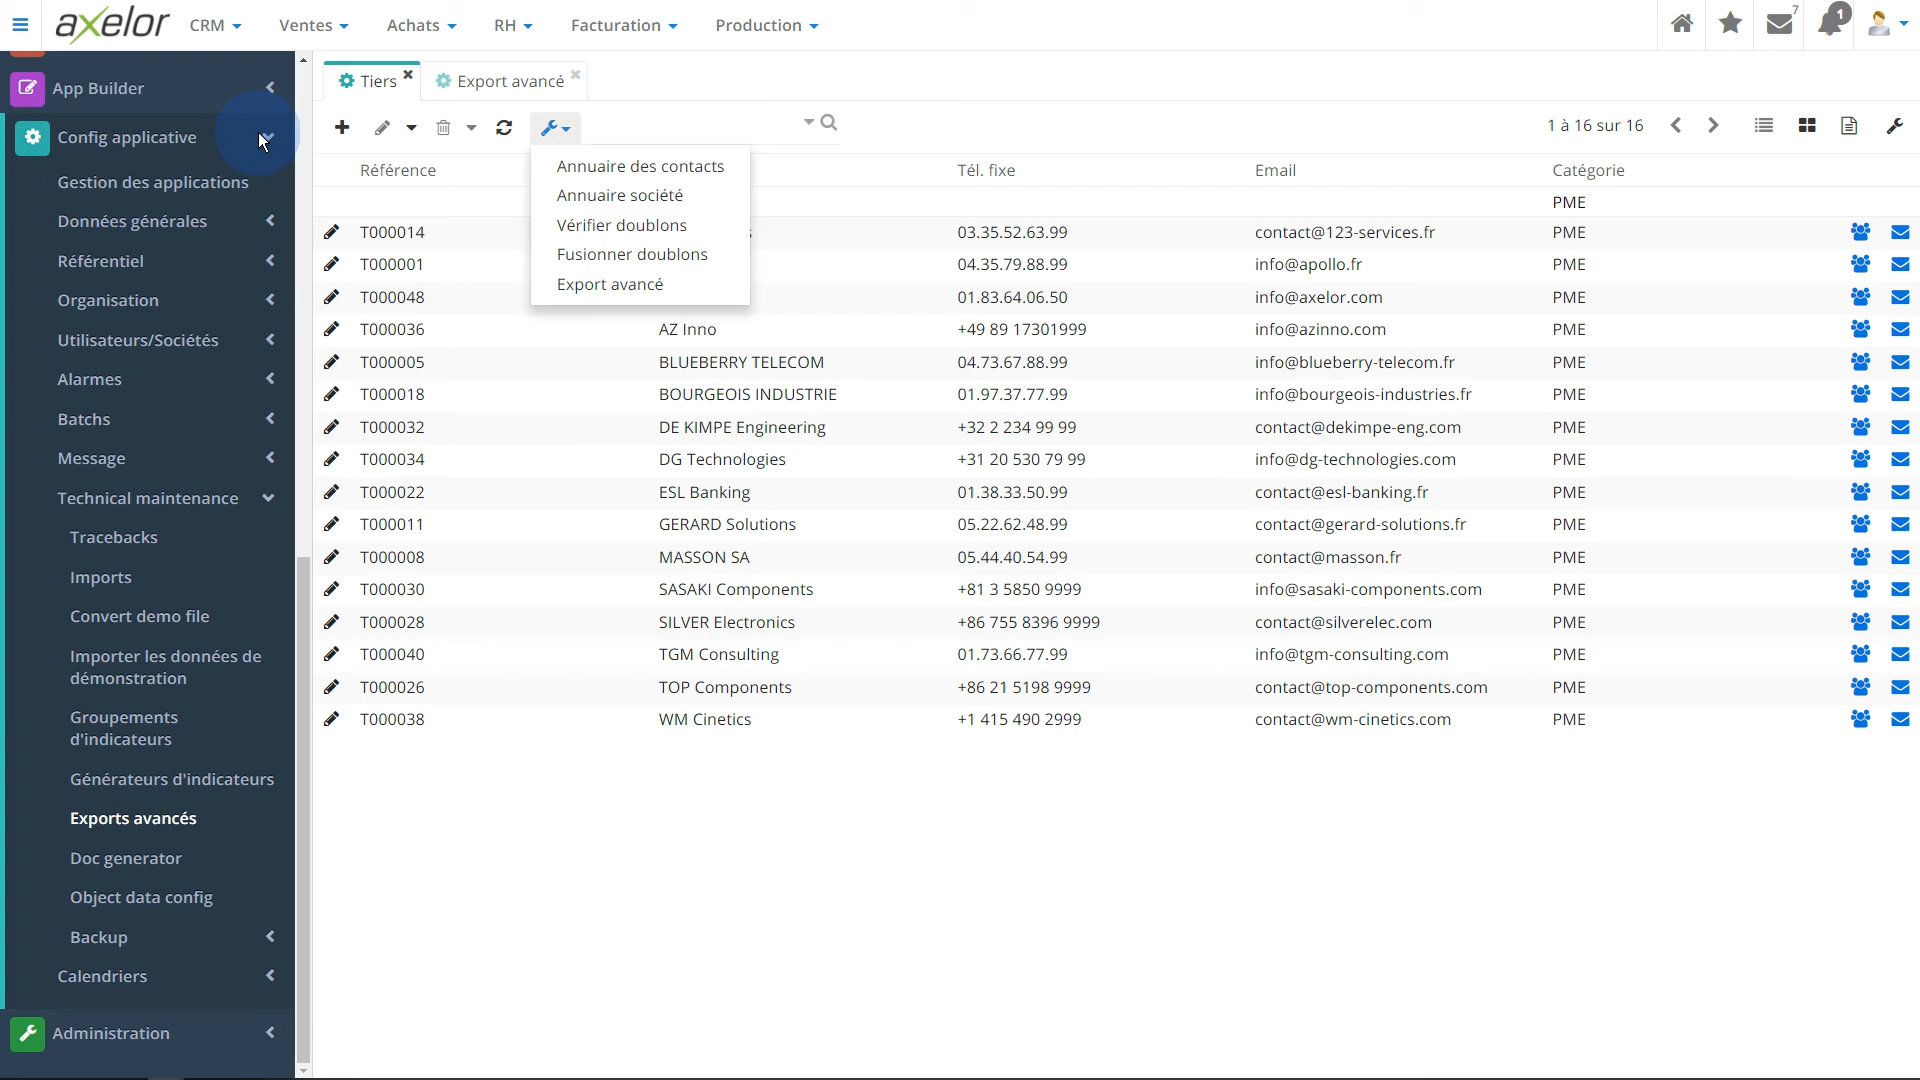 axelor CRM Ventes Achats RH Facturation Production 7 1
App Builder
Config applicative
Gestion des applications
Données générales
Référentiel
Organisation
Utilisateurs/Sociétés
Alarmes
Batchs
Message
Technical maintenance
Tracebacks
Imports
Convert demo file
Importer les données de
démonstration
Groupements
d'indicateurs
Générateurs d'indicateurs
Exports avancés
Doc generator
Object data config
Backup
Calendriers
Administration
Tiers Export avancé
1 à 16 sur 16
Annuaire des contacts
Annuaire société
Vérifier doublons
Fusionner doublons
Export avancé
Référence Tél. fixe Email Catégorie
PME
T000014 03.35.52.63.99 contact@123-services.fr PME
T000001 04.35.79.88.99 info@apollo.fr PME
T000048 01.83.64.06.50 info@axelor.com PME
T000036 AZ Inno +49 89 17301999 info@azinno.com PME
T000005 BLUEBERRY TELECOM 04.73.67.88.99 info@blueberry-telecom.fr PME
T000018 BOURGEOIS INDUSTRIE 01.97.37.77.99 info@bourgeois-industries.fr PME
T000032 DE KIMPE Engineering +32 2 234 99 99 contact@dekimpe-eng.com PME
T000034 DG Technologies +31 20 530 79 99 info@dg-technologies.com PME
T000022 ESL Banking 01.38.33.50.99 contact@esl-banking.fr PME
T000011 GERARD Solutions 05.22.62.48.99 contact@gerard-solutions.fr PME
T000008 MASSON SA 05.44.40.54.99 contact@masson.fr PME
T000030 SASAKI Components +81 3 5850 9999 info@sasaki-components.com PME
T000028 SILVER Electronics +86 755 8396 9999 contact@silverelec.com PME
T000040 TGM Consulting 01.73.66.77.99 info@tgm-consulting.com PME
T000026 TOP Components +86 21 5198 9999 contact@top-components.com PME
T000038 WM Cinetics +1 415 490 2999 contact@wm-cinetics.com PME